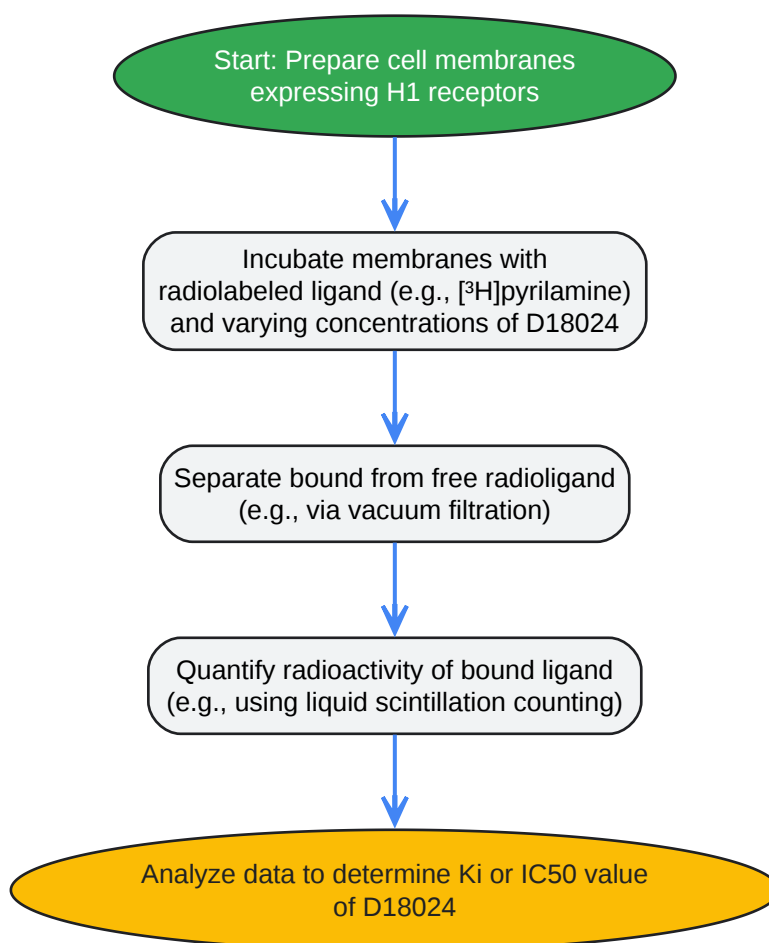 Start: Prepare cell membranes
expressing H1 receptors
Incubate membranes with
radiolabeled ligand (e.g., [³H]pyrilamine)
and varying concentrations of D18024
Separate bound from free radioligand
(e.g., via vacuum filtration)
Quantify radioactivity of bound ligand
(e.g., using liquid scintillation counting)
Analyze data to determine Ki or IC50 value
of D18024